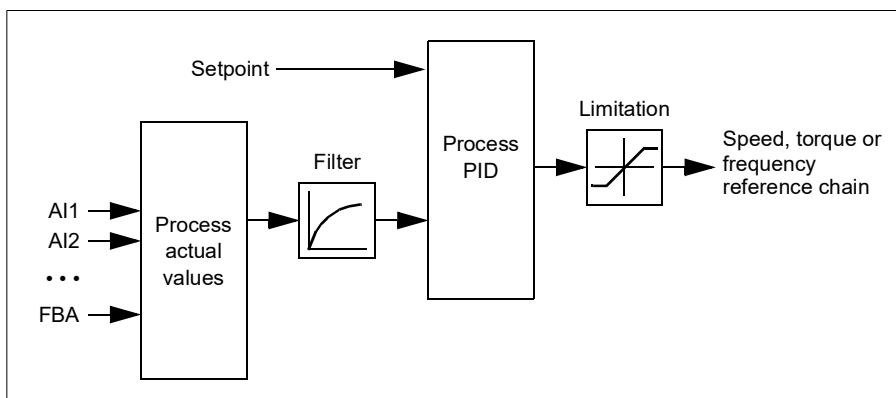 Setpoint
Limitation
Process
PID
Speed, torque or
frequency
reference chain
Filter
AI1
AI2
...
FBA
Process
actual
values